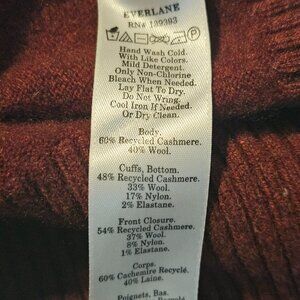 EVERLANE
RN# 139393
Hand Wash Cold.
With Like Colors.
Mild Detergent.
Only Non-Chlorine
Bleach When Needed.
Lay Flat To Dry.
Do Not Wring.
Cool Iron If Needed.
Or Dry Clean.
Body.
60% Recycled Cashmere.
40% Wool.
Cuffs, Bottom.
48% Recycled Cashmere.
33% Wool.
17% Nylon.
2% Elastane.
Front Closure.
54% Recycled Cashmere.
37% Wool.
8% Nylon.
1% Elastane.
Corps.
60% Cachemire Recyclé.
40% Laine.
Poignets, Bas.